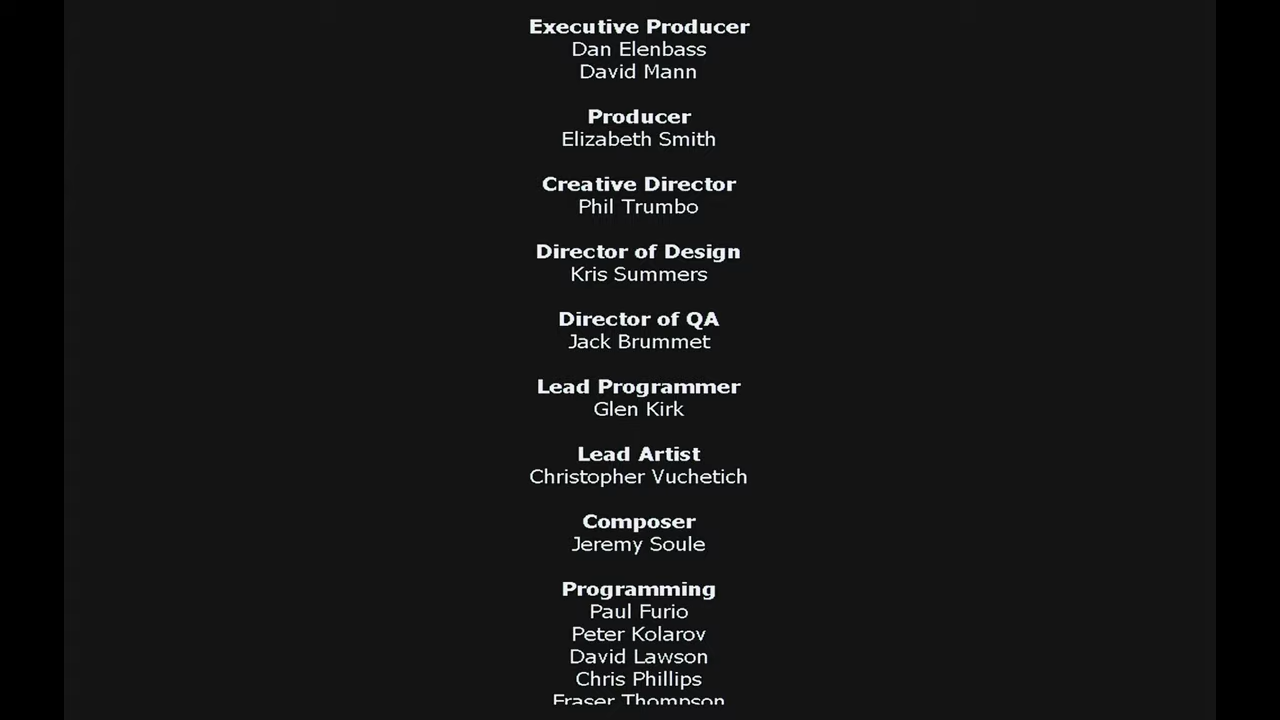 Executive Producer
Dan Elenbass
David Mann
Producer
Elizabeth Smith
Creative Director
Phil Trumbo
Director of Design
Kris Summers
Director of QA
Jack Brummet
Lead Programmer
Glen Kirk
Lead Artist
Christopher Vuchetich
Composer
Jeremy Soule
Programming
Paul Furio
Peter Kolarov
David Lawson
Chris Phillips
Fraser Thompson